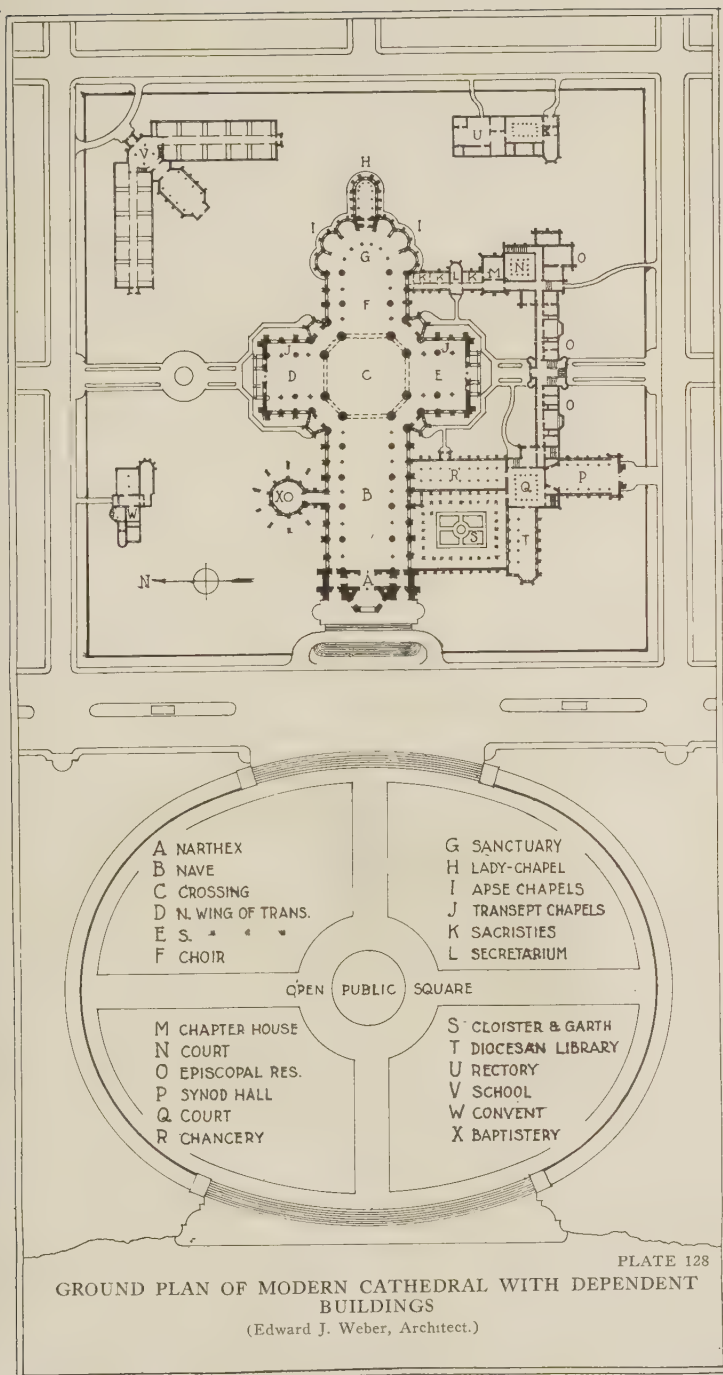 H
V
U
I
I
G
K
K
L
K
M
N
O
F
J
J
D
C
E
O
O
R
Q
P
X
B
S
T
W
N
A
A NARTHEX
B NAVE
C CROSSING
D N. WING OF TRANS.
E S. " " "
F CHOIR
G SANCTUARY
H LADY-CHAPEL
I APSE CHAPELS
J TRANSEPT CHAPELS
K SACRISTIES
L SECRETARIUM
OPEN PUBLIC SQUARE
M CHAPTER HOUSE
N COURT
O EPISCOPAL RES.
P SYNOD HALL
Q COURT
R CHANCERY
S CLOISTER & GARTH
T DIOCESAN LIBRARY
U RECTORY
V SCHOOL
W CONVENT
X BAPTISTERY
PLATE 128
GROUND PLAN OF MODERN CATHEDRAL WITH DEPENDENT
BUILDINGS
(Edward J. Weber, Architect.)